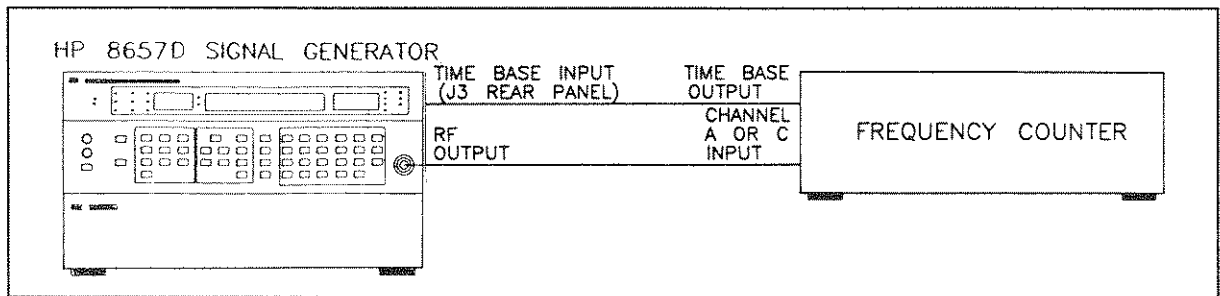 HP 8657D SIGNAL GENERATOR
TIME BASE INPUT
(J3 REAR PANEL)
TIME BASE
OUTPUT
RF
OUTPUT
CHANNEL
A OR C
INPUT
FREQUENCY COUNTER